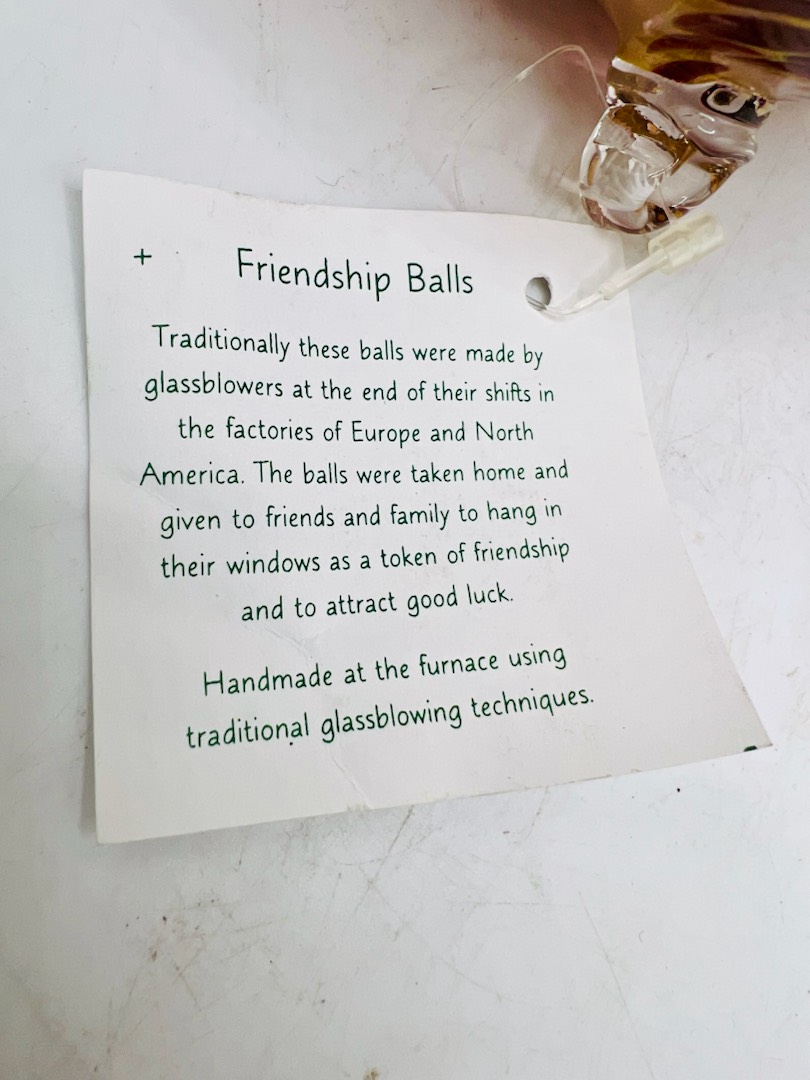 + Friendship Balls
Traditionally these balls were made by
glassblowers at the end of their shifts in
the factories of Europe and North
America. The balls were taken home and
given to friends and family to hang in
their windows as a token of friendship
and to attract good luck.
Handmade at the furnace using
traditional glassblowing techniques.